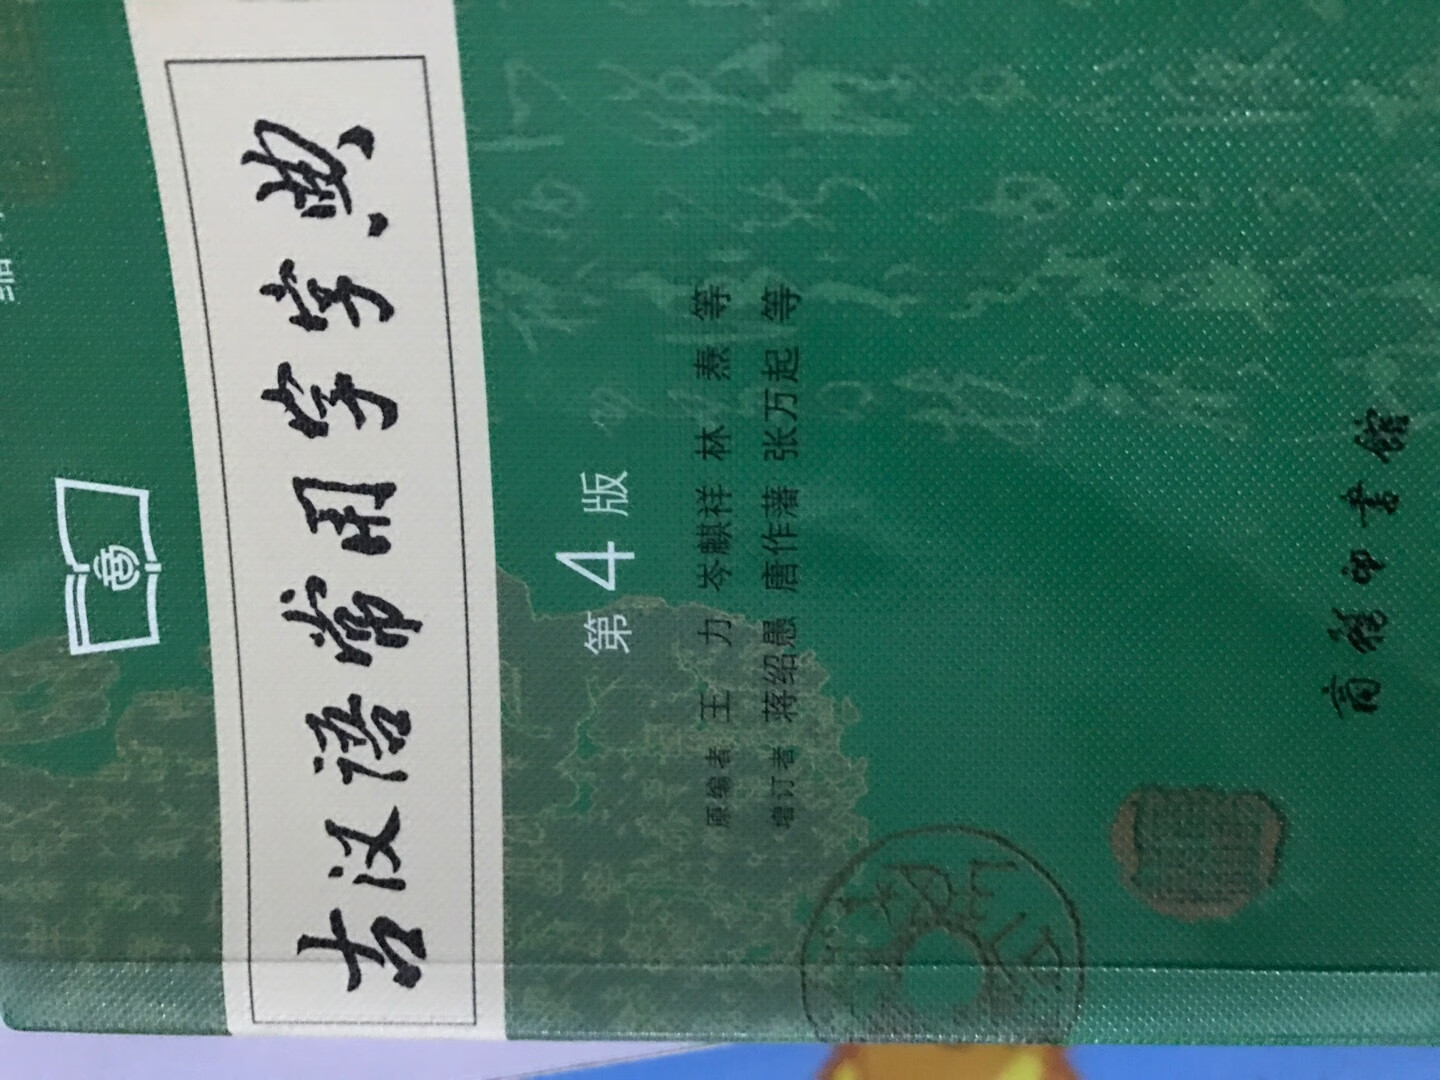 古汉语常用字字典
第4版
原编者 王力 岑麒祥 林焘 等
增订者 蒋绍愚 唐作藩 张万起 等
商务印书馆